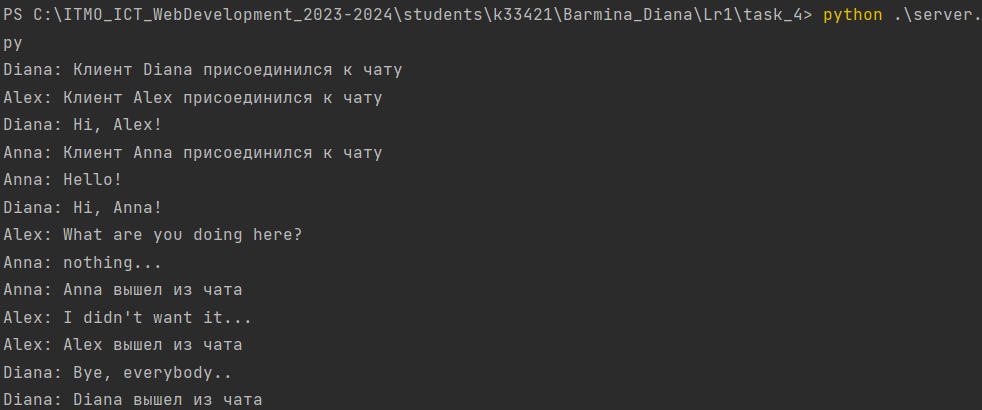 PS C:\ITMO_ICT_WebDevelopment_2023-2024\students\k33421\Barmina_Diana\Lr1\task_4> python .\server.
py
Diana: Клиент Diana присоединился к чату
Alex: Клиент Alex присоединился к чату
Diana: Hi, Alex!
Anna: Клиент Anna присоединился к чату
Anna: Hello!
Diana: Hi, Anna!
Alex: What are you doing here?
Anna: nothing...
Anna: Anna вышел из чата
Alex: I didn't want it...
Alex: Alex вышел из чата
Diana: Bye, everybody..
Diana: Diana вышел из чата